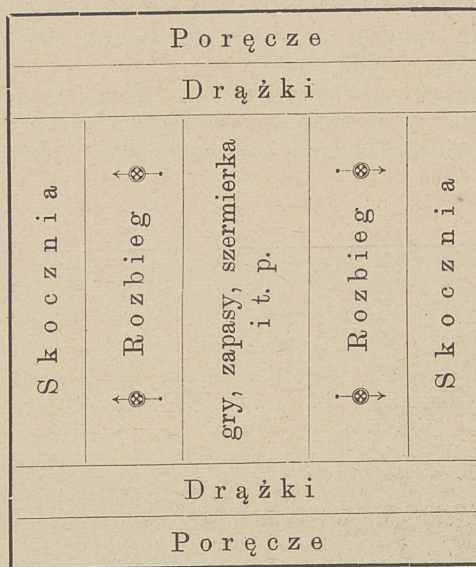 Poręcze
Drążki
Skocznia
Rozbieg
gry, zapasy, szermierka
i t. p.
Rozbieg
Skocznia
Drążki
Poręcze